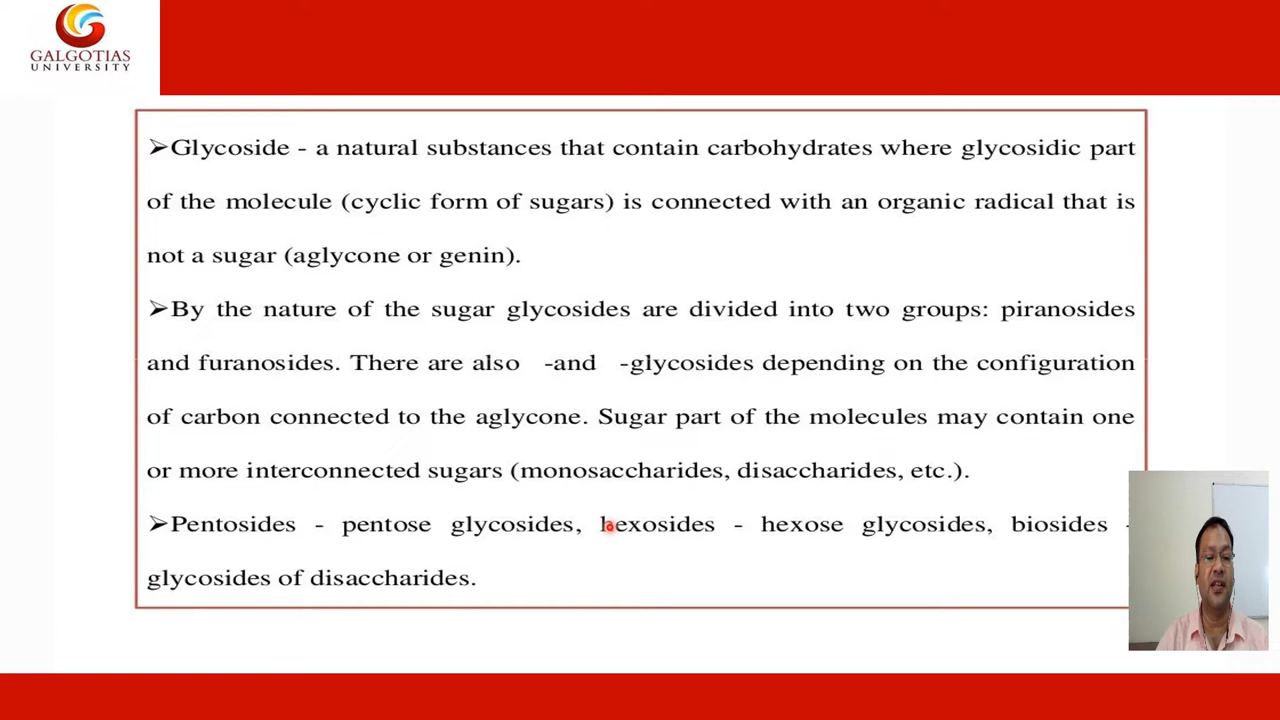 GALGOTIAS
UNIVERSITY
➢Glycoside - a natural substances that contain carbohydrates where glycosidic part
of the molecule (cyclic form of sugars) is connected with an organic radical that is
not a sugar (aglycone or genin).
➢By the nature of the sugar glycosides are divided into two groups: piranosides
and furanosides. There are also -and -glycosides depending on the configuration
of carbon connected to the aglycone. Sugar part of the molecules may contain one
or more interconnected sugars (monosaccharides, disaccharides, etc.).
➢Pentosides - pentose glycosides, hexosides - hexose glycosides, biosides -
glycosides of disaccharides.